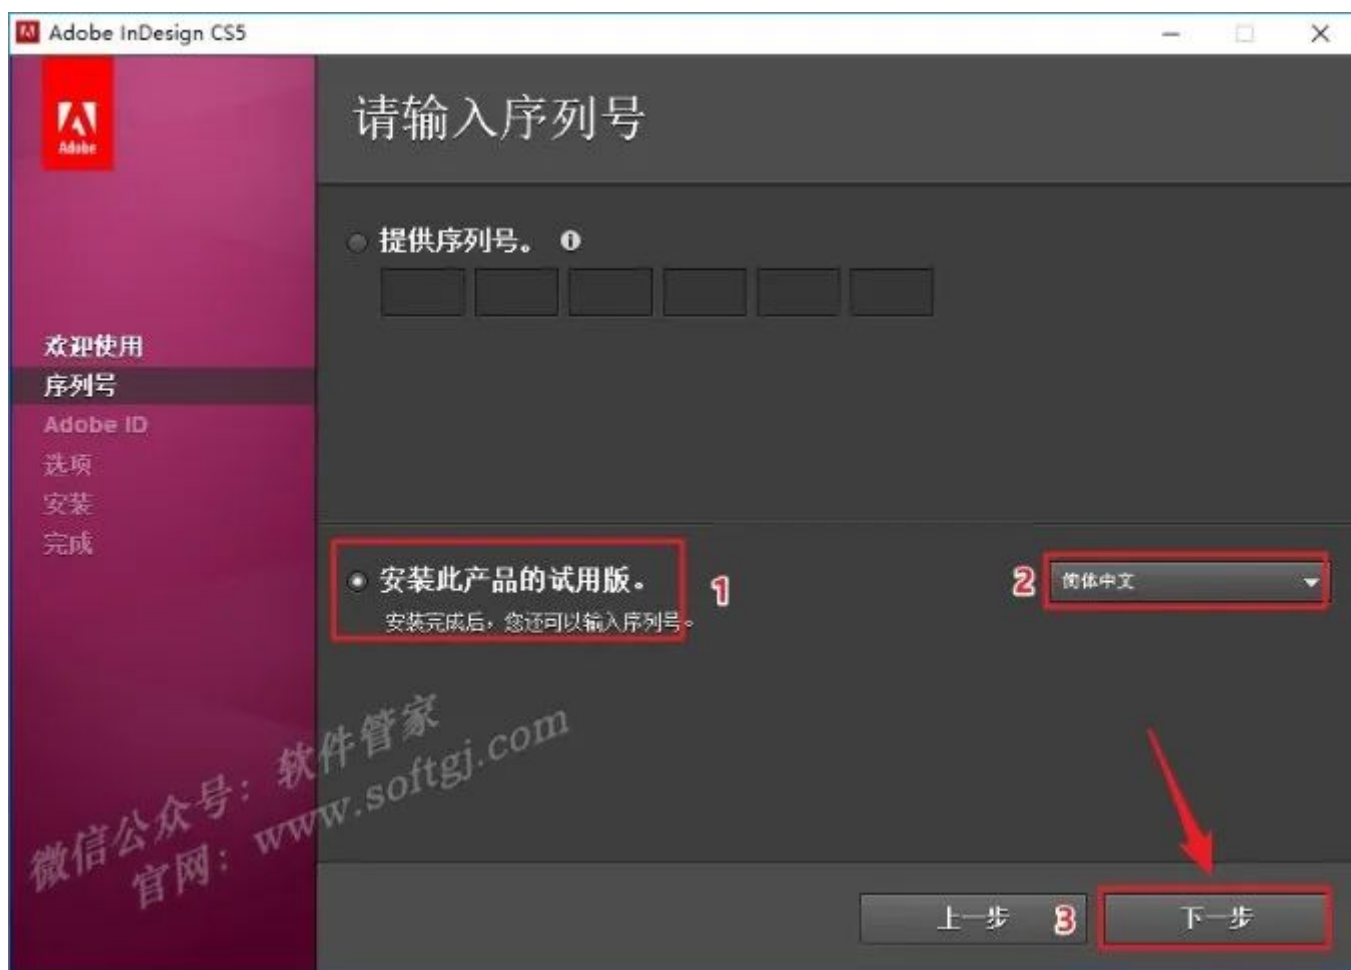 Adobe InDesign CS5
Adobe
请输入序列号
提供序列号。
欢迎使用
序列号
Adobe ID
选项
安装
完成
安装此产品的试用版。
1
2
简体中文
安装完成后，您还可以输入序列号。
微信公众号：软件管家
官网：www.softgj.com
上一步
3
下一步